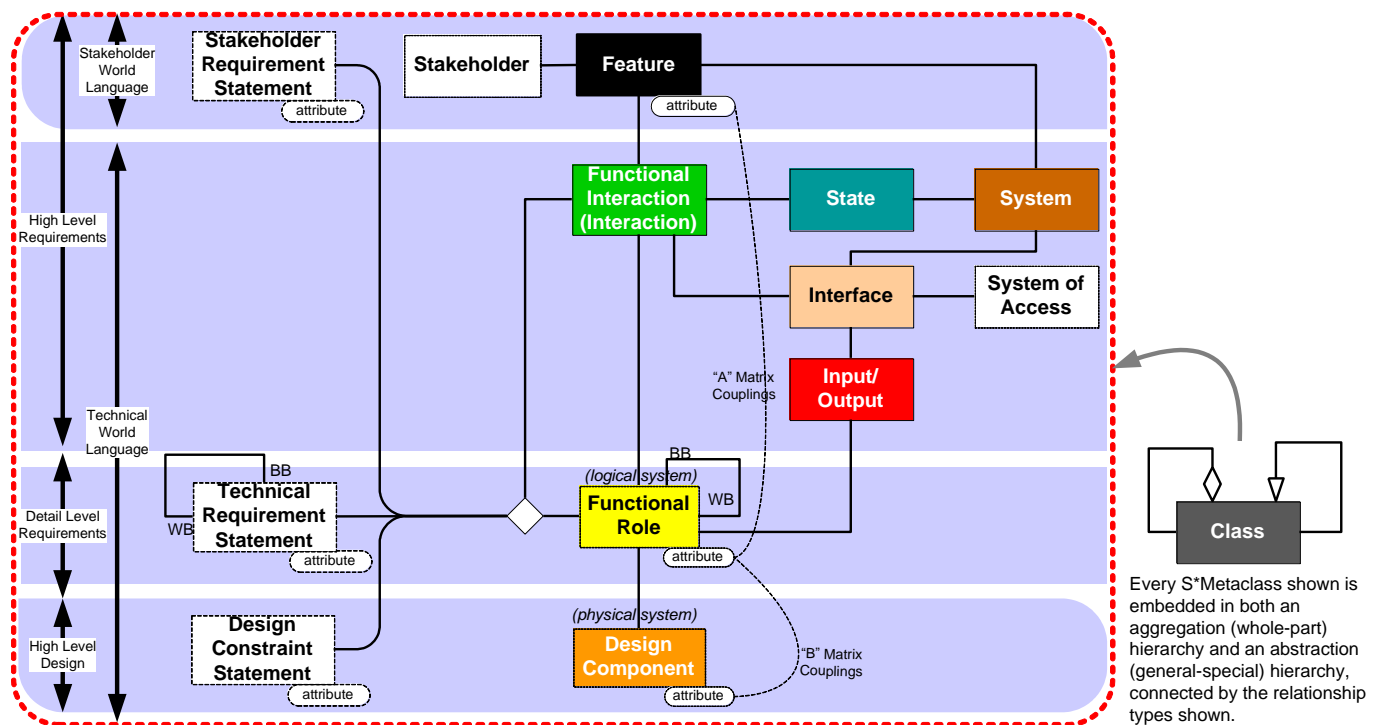 Stakeholder
World
Language
Stakeholder
Requirement
Statement
attribute
Stakeholder
Feature
attribute
High Level
Requirements
Technical
World
Language
Functional
Interaction
(Interaction)
State
System
Interface
System of
Access
Input/
Output
"A" Matrix
Couplings
Detail Level
Requirements
BB
WB
Technical
Requirement
Statement
attribute
(logical system)
BB
WB
Functional
Role
attribute
High Level
Design
Design
Constraint
Statement
attribute
(physical system)
Design
Component
attribute
"B" Matrix
Couplings
Class
Every S*Metaclass shown is
embedded in both an
aggregation (whole-part)
hierarchy and an abstraction
(general-special) hierarchy,
connected by the relationship
types shown.